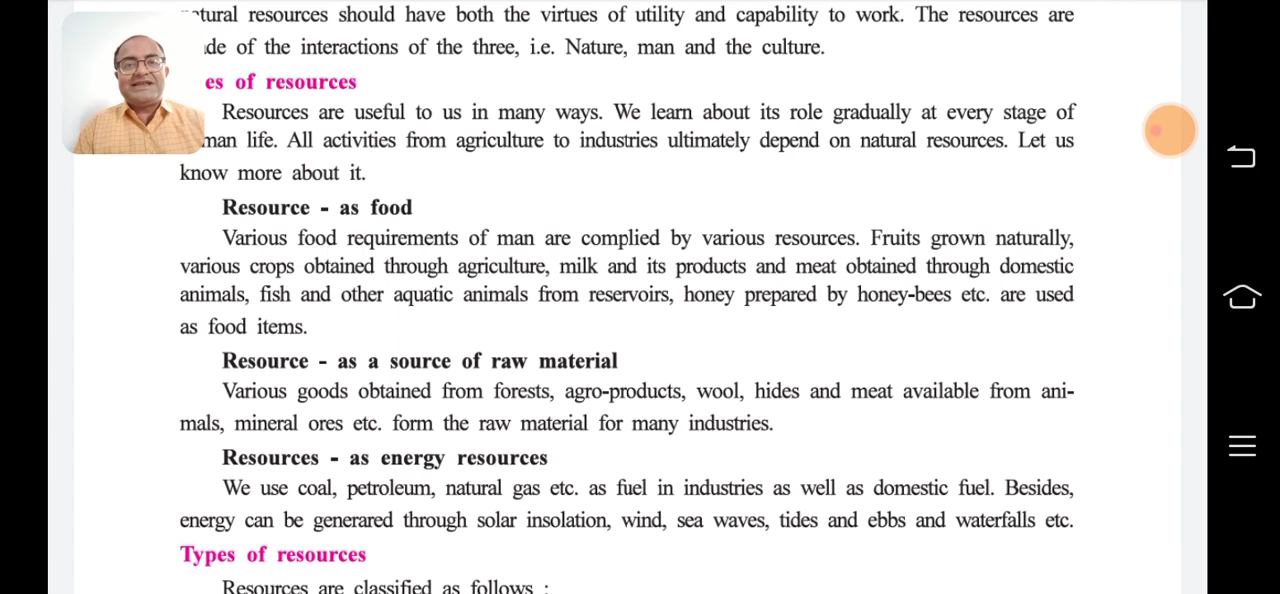 natural resources should have both the virtues of utility and capability to work. The resources are
de of the interactions of the three, i.e. Nature, man and the culture.
es of resources
Resources are useful to us in many ways. We learn about its role gradually at every stage of
man life. All activities from agriculture to industries ultimately depend on natural resources. Let us
know more about it.
Resource - as food
Various food requirements of man are complied by various resources. Fruits grown naturally,
various crops obtained through agriculture, milk and its products and meat obtained through domestic
animals, fish and other aquatic animals from reservoirs, honey prepared by honey-bees etc. are used
as food items.
Resource - as a source of raw material
Various goods obtained from forests, agro-products, wool, hides and meat available from ani-
mals, mineral ores etc. form the raw material for many industries.
Resources - as energy resources
We use coal, petroleum, natural gas etc. as fuel in industries as well as domestic fuel. Besides,
energy can be generared through solar insolation, wind, sea waves, tides and ebbs and waterfalls etc.
Types of resources
Resources are classified as follows :